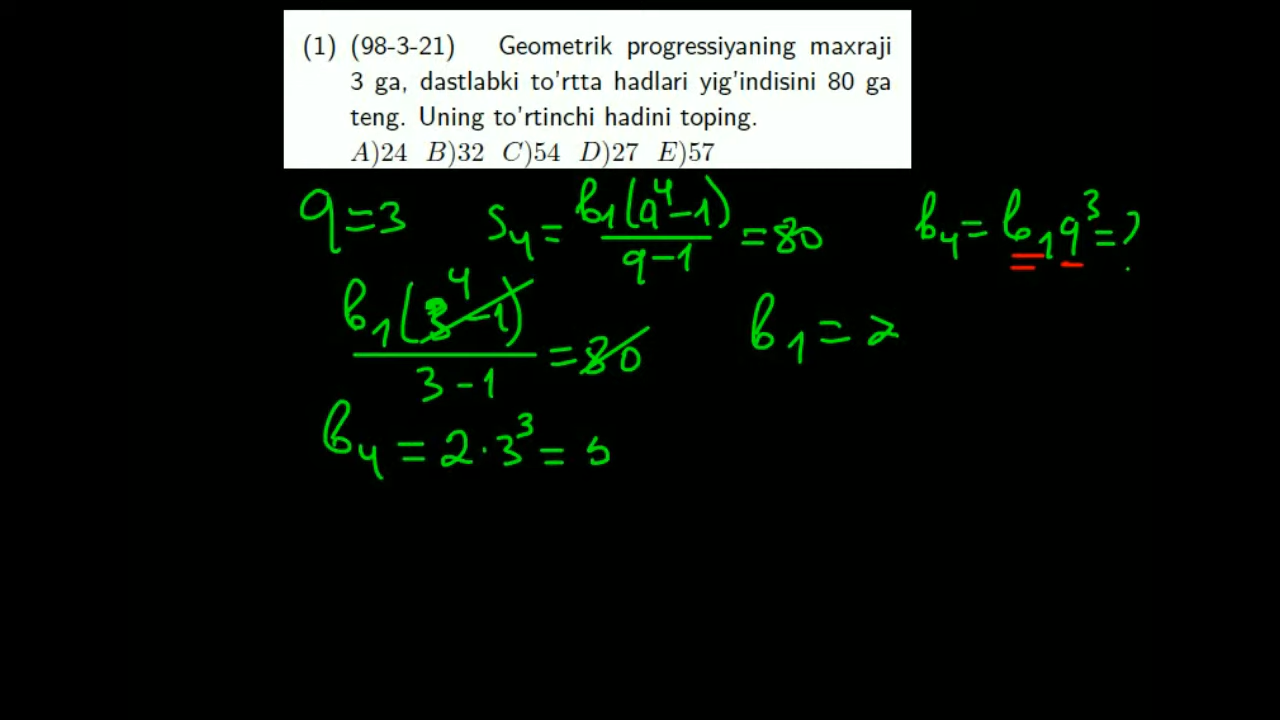 (1) (98-3-21) Geometrik progressiyaning maxraji
3 ga, dastlabki to'rtta hadlari yig'indisini 80 ga
teng. Uning to'rtinchi hadini toping.
A)24 B)32 C)54 D)27 E)57
q=3 S₄ = b₁(q⁴-1)/(q-1) = 80 b₄ = b₁q³ = ?
b₁(3⁴-1)/(3-1) = 80 b₁ = 2
b₄ = 2·3³ = 5